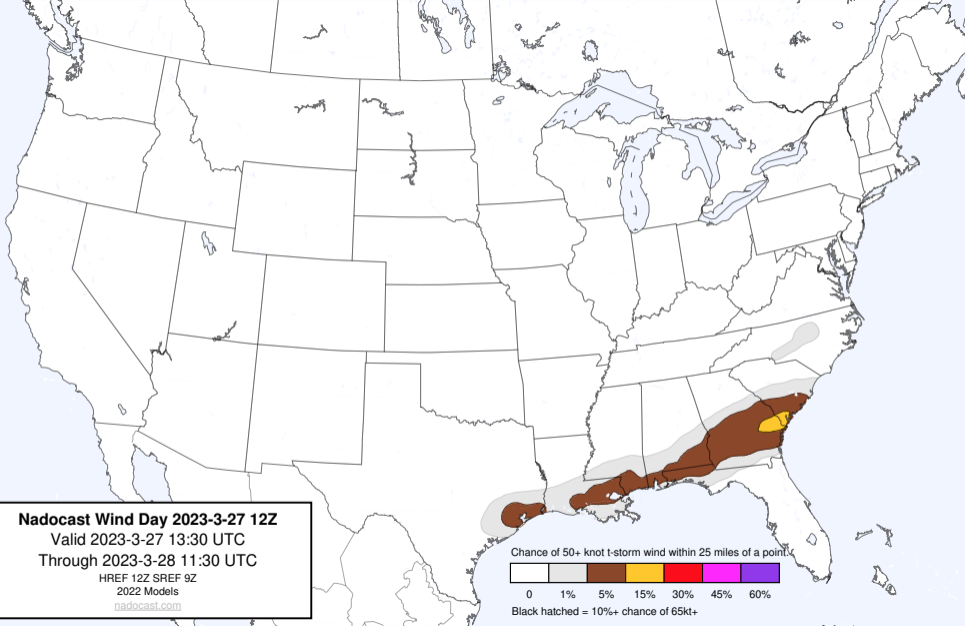 Nadocast Wind Day 2023-3-27 12Z
Valid 2023-3-27 13:30 UTC
Through 2023-3-28 11:30 UTC
HREF 12Z SREF 9Z
2022 Models
nadocast.com
Chance of 50+ knot t-storm wind within 25 miles of a point.
0 1% 5% 15% 30% 45% 60%
Black hatched = 10%+ chance of 65kt+